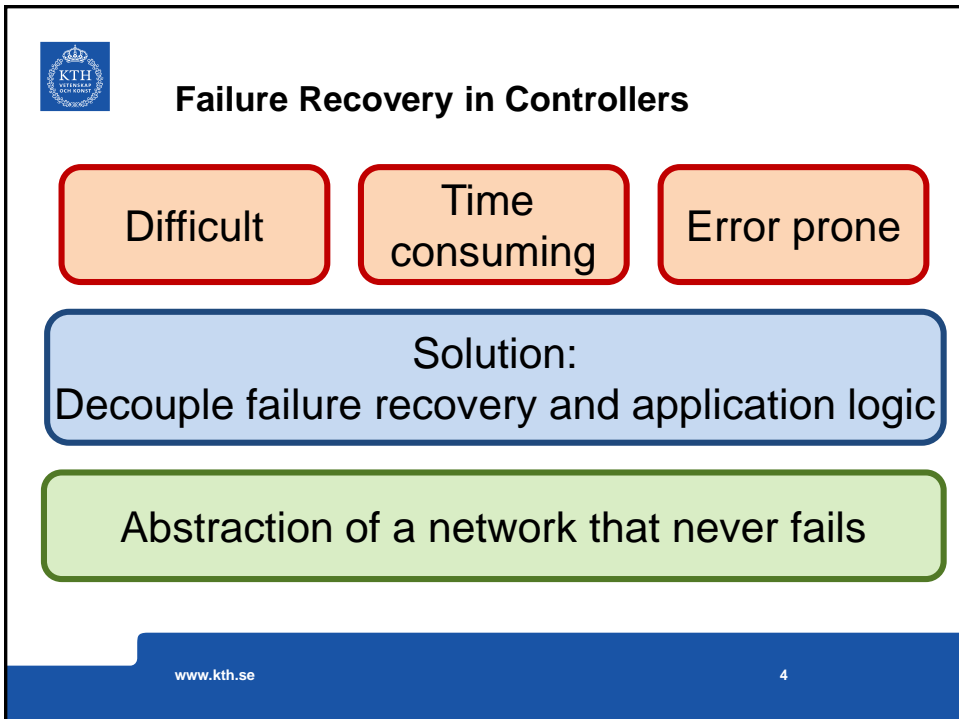 KTH
VETENSKAP
OCH KONST
Failure Recovery in Controllers
Difficult
Time
consuming
Error prone
Solution:
Decouple failure recovery and application logic
Abstraction of a network that never fails
www.kth.se
4